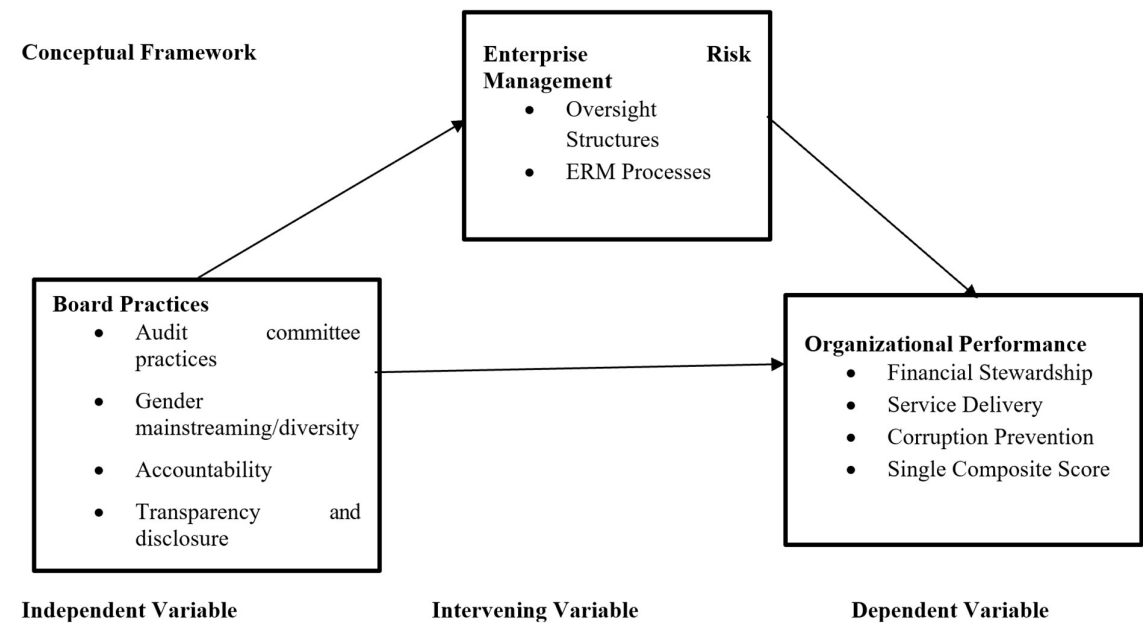 Conceptual Framework
Enterprise Risk
Management
• Oversight
Structures
• ERM Processes
Board Practices
• Audit committee
practices
• Gender
mainstreaming/diversity
• Accountability
• Transparency and
disclosure
Organizational Performance
• Financial Stewardship
• Service Delivery
• Corruption Prevention
• Single Composite Score
Independent Variable
Intervening Variable
Dependent Variable